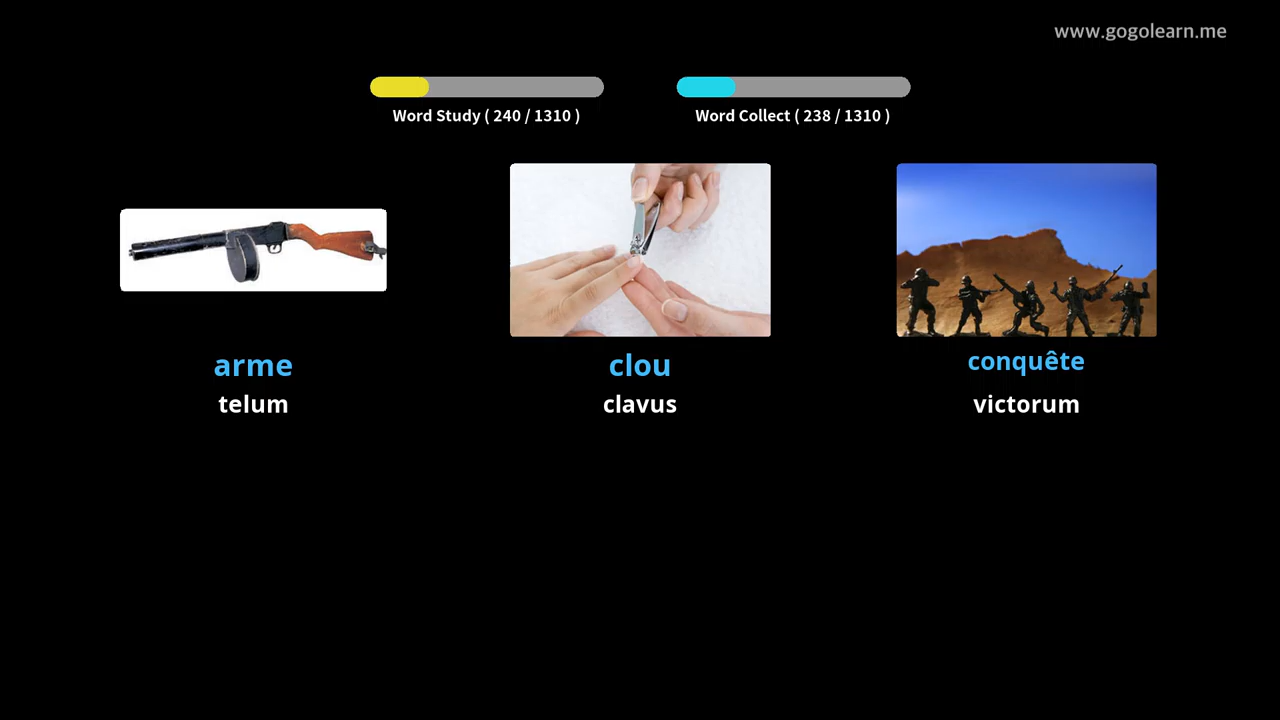 www.gogolearn.me
Word Study ( 240 / 1310 )
Word Collect ( 238 / 1310 )
arme
clou
conquête
telum
clavus
victorum